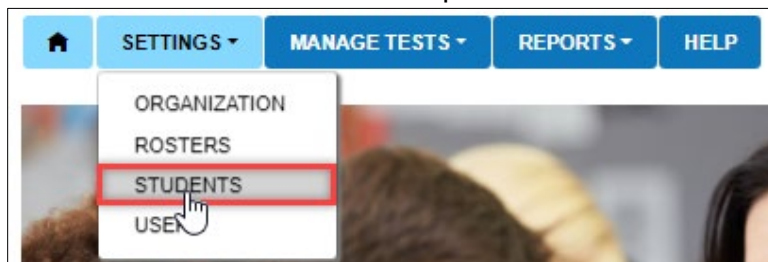 SETTINGS MANAGE TESTS REPORTS HELP
ORGANIZATION
ROSTERS
STUDENTS